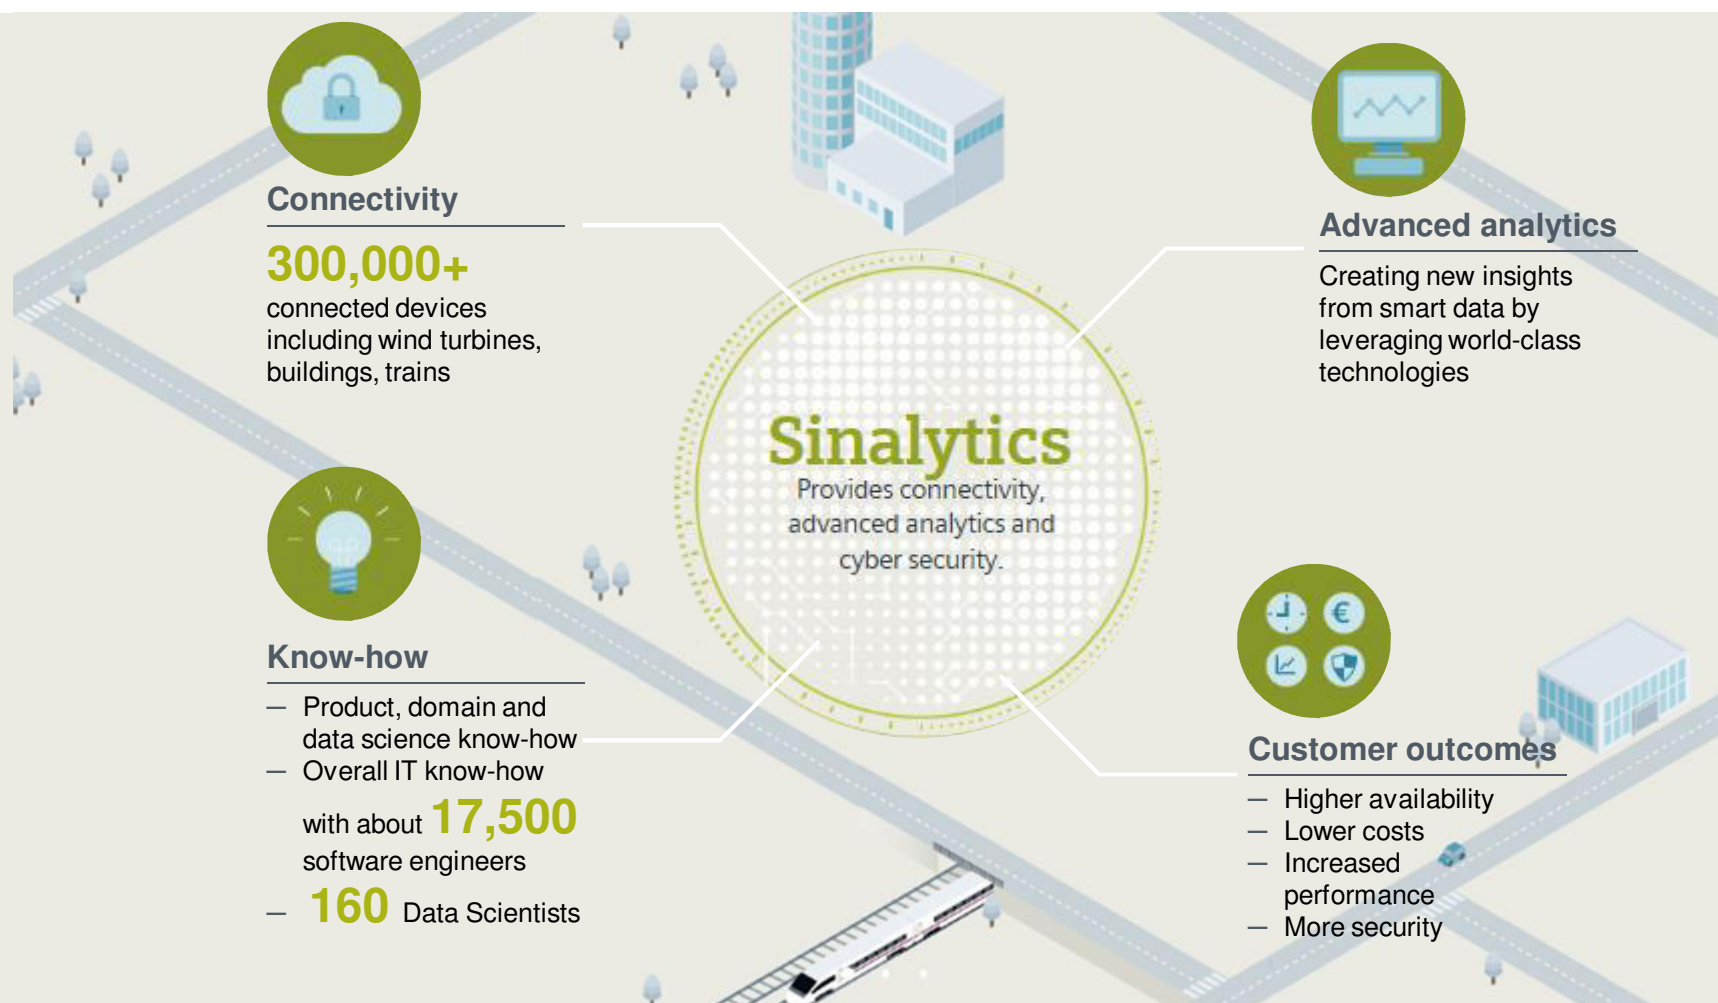 Connectivity
300,000+
connected devices
including wind turbines,
buildings, trains
Advanced analytics
Creating new insights
from smart data by
leveraging world-class
technologies
Sinalytics
Provides connectivity,
advanced analytics and
cyber security.
Know-how
— Product, domain and
data science know-how
— Overall IT know-how
with about 17,500
software engineers
— 160 Data Scientists
€
Customer outcomes
— Higher availability
— Lower costs
— Increased
performance
— More security